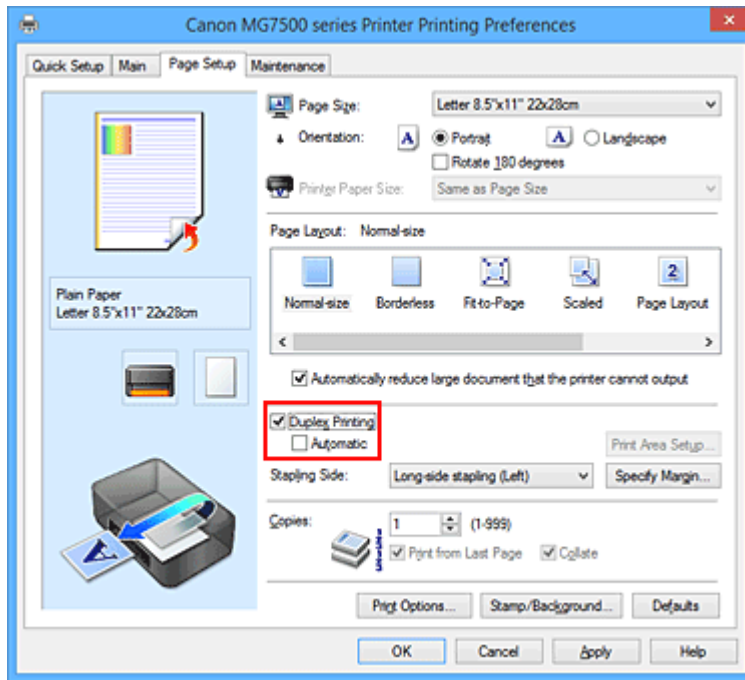 Canon MG7500 series Printer Printing Preferences
Quick Setup Main Page Setup Maintenance
Page Size: Letter 8.5"x11" 22x28cm
Orientation: A Portrait A Landscape
Rotate 180 degrees
Printer Paper Size: Same as Page Size
Page Layout: Normal-size
2
Normal-size Borderless Fit-to-Page Scaled Page Layout
Plain Paper
Letter 8.5"x11" 22x28cm
Automatically reduce large document that the printer cannot output
Duplex Printing
Automatic
Print Area Setup...
Stapling Side: Long-side stapling (Left) Specify Margin...
Copies: 1 (1-999)
Print from Last Page Collate
A
Print Options... Stamp/Background... Defaults
OK Cancel Apply Help